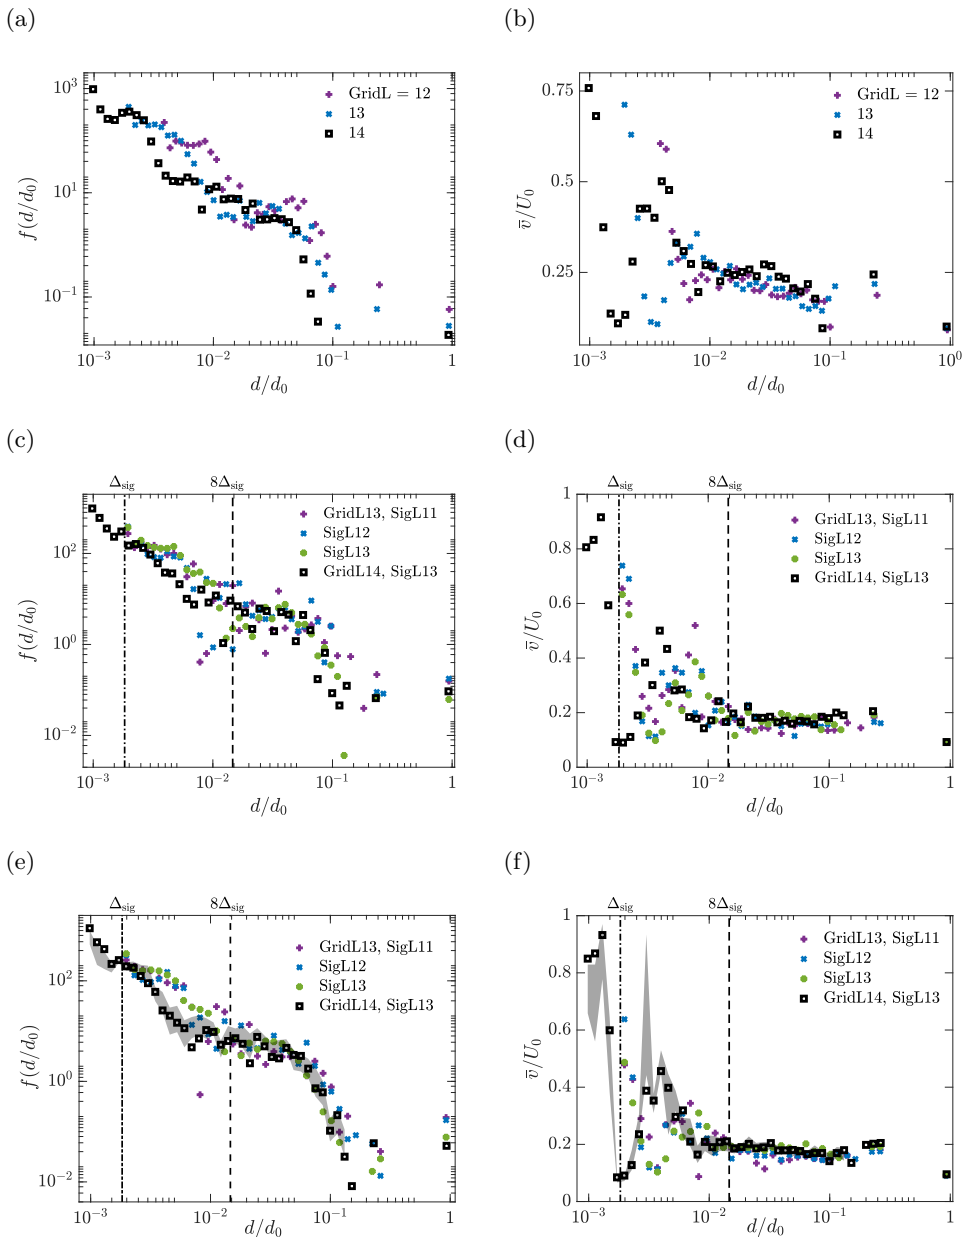 (a)
(b)
10^3
10^1
10^-1
f(d/d_0)
GridL = 12
13
14
10^-3
10^-2
10^-1
1
d/d_0
0.75
0.5
0.25
v̄/U_0
GridL = 12
13
14
10^-3
10^-2
10^-1
10^0
d/d_0
(c)
(d)
Δ_sig
8Δ_sig
10^2
10^0
10^-2
f(d/d_0)
GridL13, SigL11
SigL12
SigL13
GridL14, SigL13
10^-3
10^-2
10^-1
1
d/d_0
Δ_sig
8Δ_sig
1
0.8
0.6
0.4
0.2
0
v̄/U_0
GridL13, SigL11
SigL12
SigL13
GridL14, SigL13
10^-3
10^-2
10^-1
1
d/d_0
(e)
(f)
Δ_sig
8Δ_sig
10^2
10^0
10^-2
f(d/d_0)
GridL13, SigL11
SigL12
SigL13
GridL14, SigL13
10^-3
10^-2
10^-1
1
d/d_0
Δ_sig
8Δ_sig
1
0.8
0.6
0.4
0.2
0
v̄/U_0
GridL13, SigL11
SigL12
SigL13
GridL14, SigL13
10^-3
10^-2
10^-1
1
d/d_0